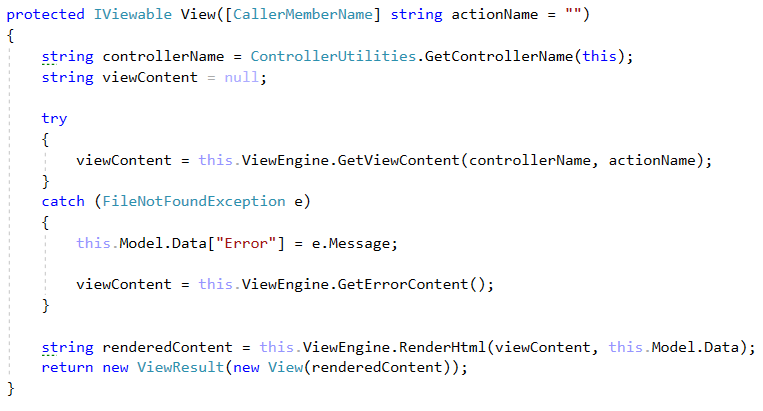 protected IViewable View([CallerMemberName] string actionName = "")
{
    string controllerName = ControllerUtilities.GetControllerName(this);
    string viewContent = null;

    try
    {
        viewContent = this.ViewEngine.GetViewContent(controllerName, actionName);
    }
    catch (FileNotFoundException e)
    {
        this.Model.Data["Error"] = e.Message;

        viewContent = this.ViewEngine.GetErrorContent();
    }

    string renderedContent = this.ViewEngine.RenderHtml(viewContent, this.Model.Data);
    return new ViewResult(new View(renderedContent));
}